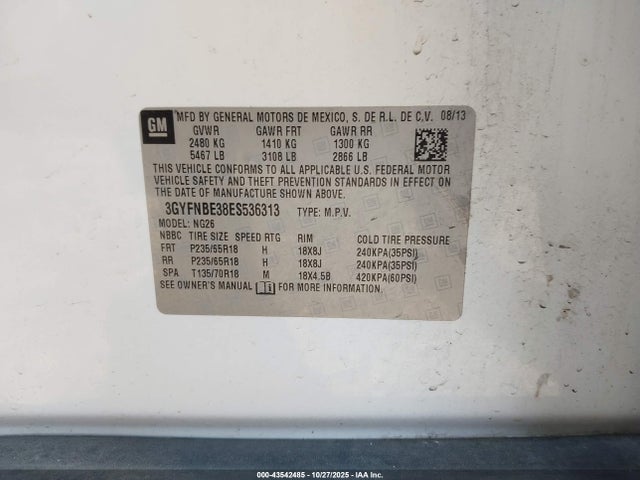 GM
MFD BY GENERAL MOTORS DE MEXICO, S. DE R.L. DE C.V. 08/13
GVWR GAWR FRT GAWR RR
2480 KG 1410 KG 1300 KG
5467 LB 3108 LB 2866 LB
THIS VEHICLE CONFORMS TO ALL APPLICABLE U.S. FEDERAL MOTOR
VEHICLE SAFETY AND THEFT PREVENTION STANDARDS IN EFFECT ON
THE DATE OF MANUFACTURE SHOWN ABOVE.
3GYFNBE38ES536313 TYPE: M.P.V.
MODEL: NG26
NBBC TIRE SIZE SPEED RTG RIM COLD TIRE PRESSURE
FRT P235/65R18 H 18X8J 240KPA(35PSI)
RR P235/65R18 H 18X8J 240KPA(35PSI)
SPA T135/70R18 M 18X4.5B 420KPA(60PSI)
SEE OWNER'S MANUAL FOR MORE INFORMATION.
000-43542485 - 10/27/2025 - IAA Inc.